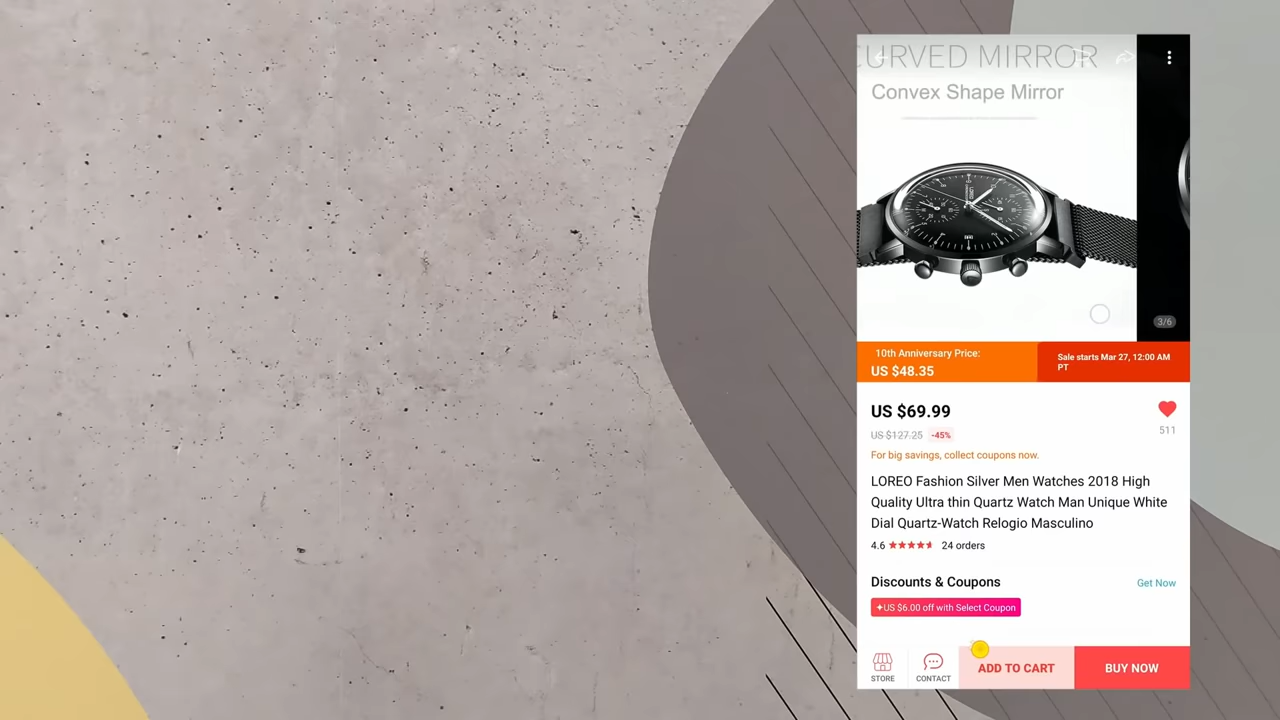 CURVED MIRROR
Convex Shape Mirror
LOREO
3/6
10th Anniversary Price:
US $48.35
Sale starts Mar 27, 12:00 AM
PT
US $69.99
511
US $127.25 -45%
For big savings, collect coupons now.
LOREO Fashion Silver Men Watches 2018 High
Quality Ultra thin Quartz Watch Man Unique White
Dial Quartz-Watch Relogio Masculino
4.6 24 orders
Discounts & Coupons
Get Now
US $6.00 off with Select Coupon
STORE
CONTACT
ADD TO CART
BUY NOW